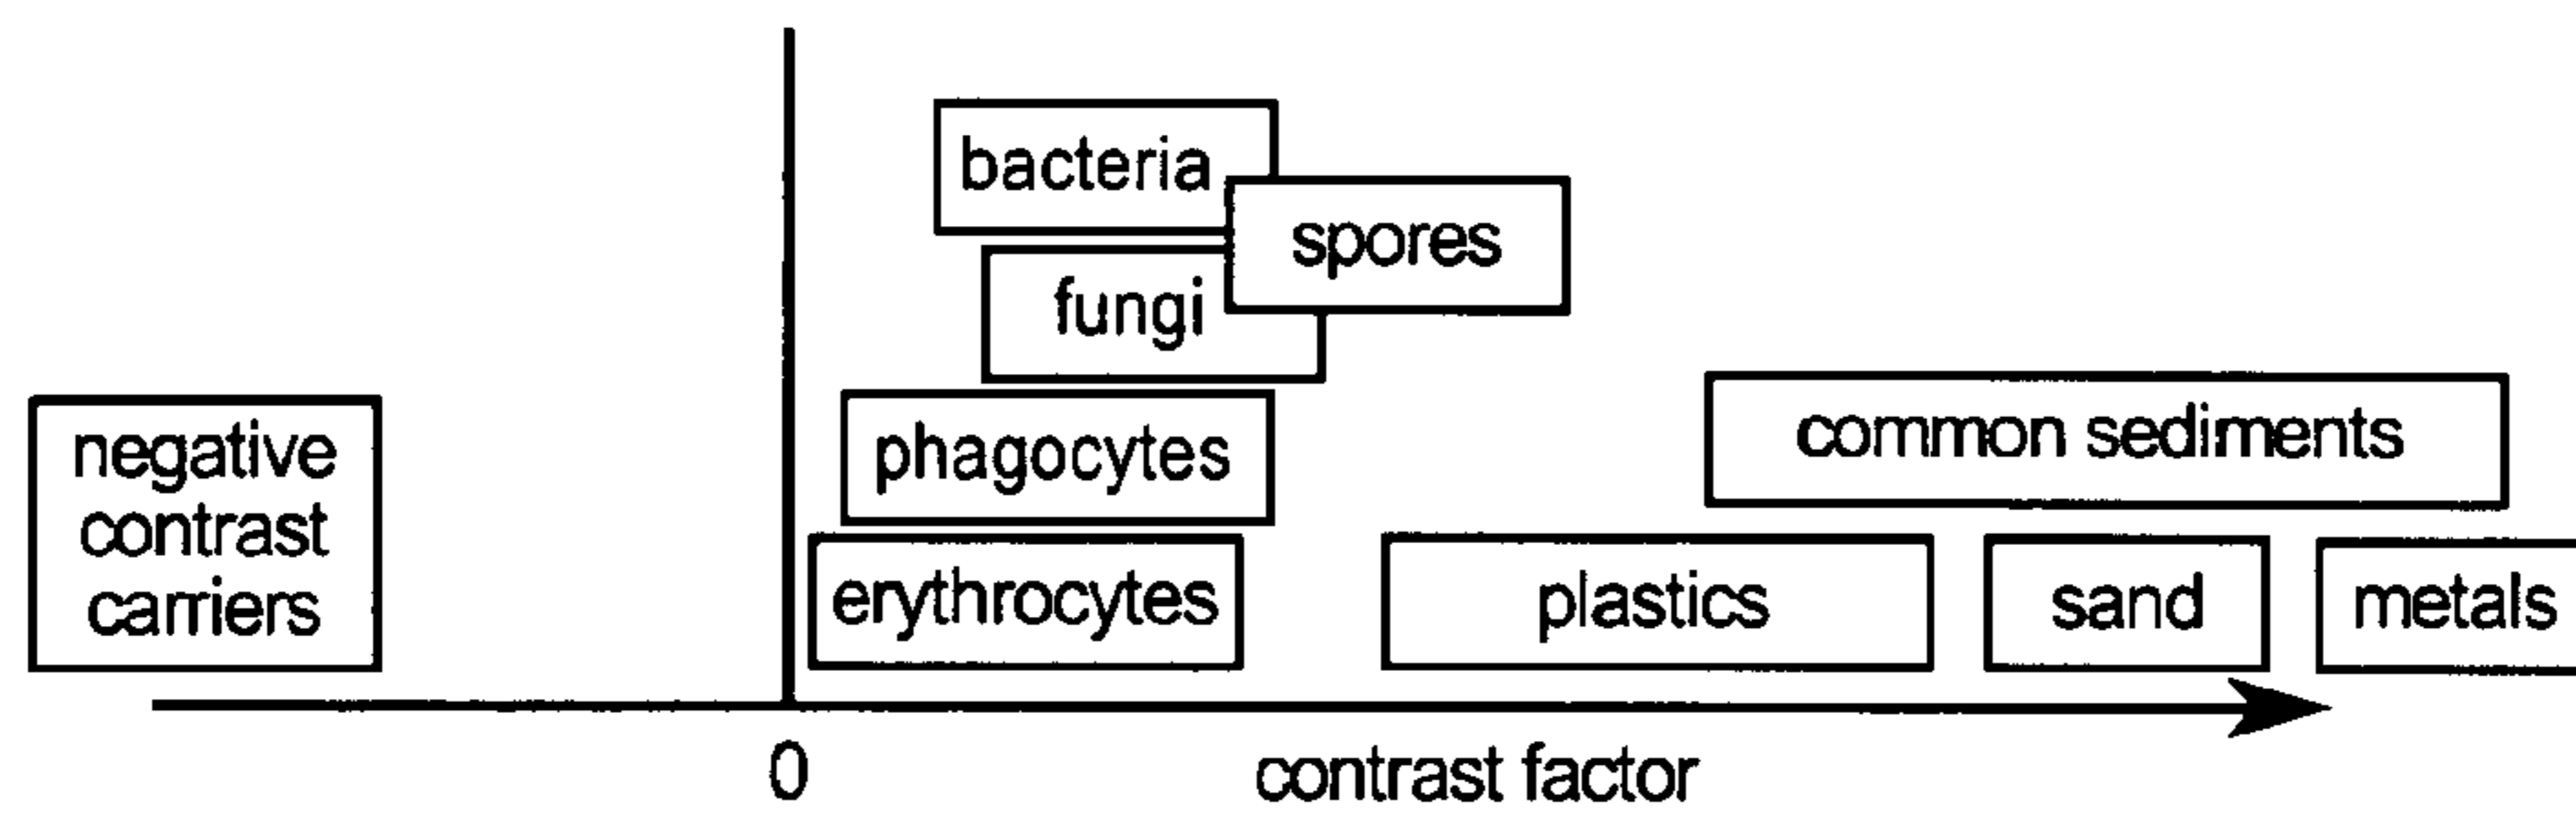 bacteria
spores
fungi
common sediments
negative
contrast
carriers
phagocytes
erythrocytes
plastics
sand
metals
0
contrast factor